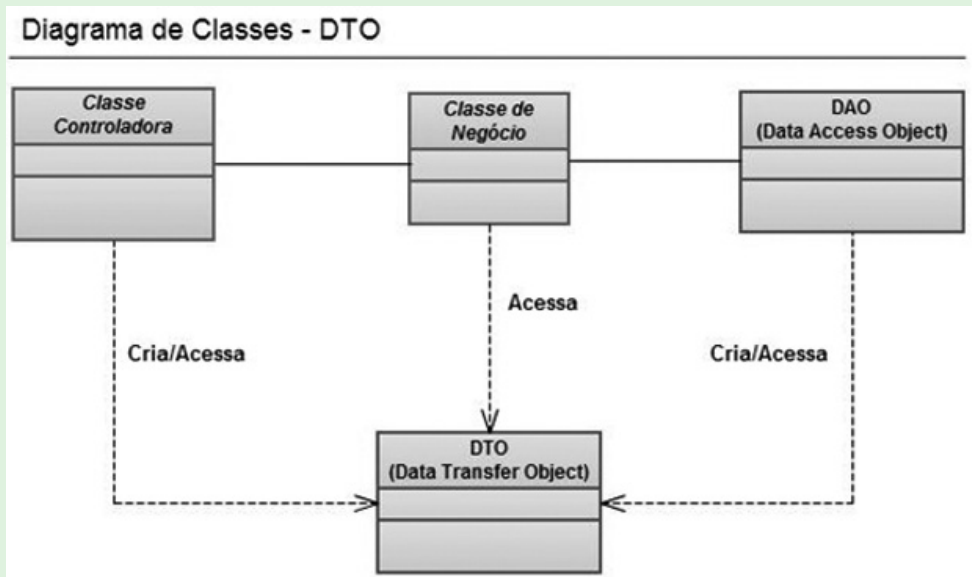 Diagrama de Classes - DTO
Classe
Controladora
Classe de
Negócio
DAO
(Data Access Object)
Acessa
Cria/Acessa
Cria/Acessa
DTO
(Data Transfer Object)